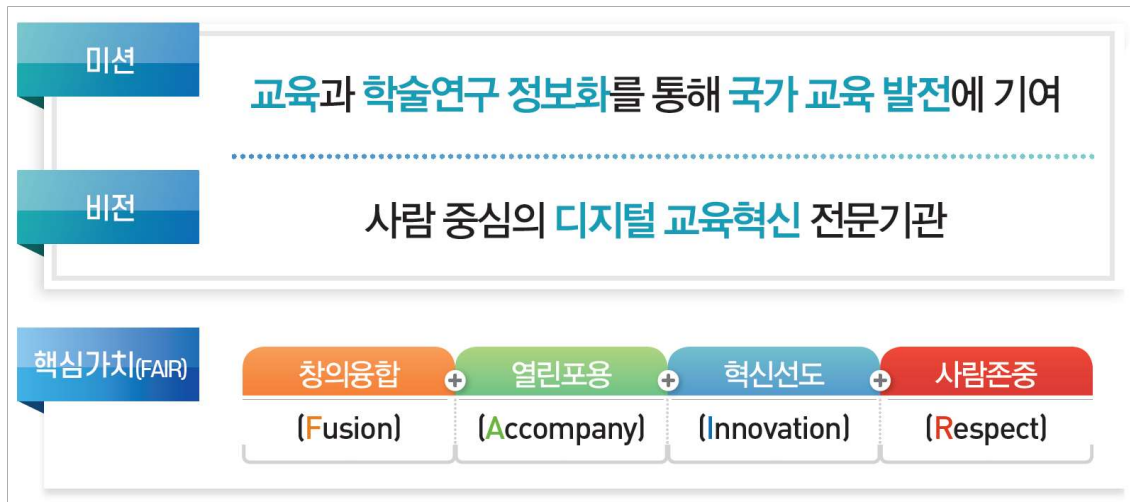 미션
교육과 학술연구 정보화를 통해 국가 교육 발전에 기여
비전
사람 중심의 디지털 교육혁신 전문기관
핵심가치(FAIR)
창의융합 + 열린포용 + 혁신선도 + 사람존중
(Fusion) (Accompany) (Innovation) (Respect)